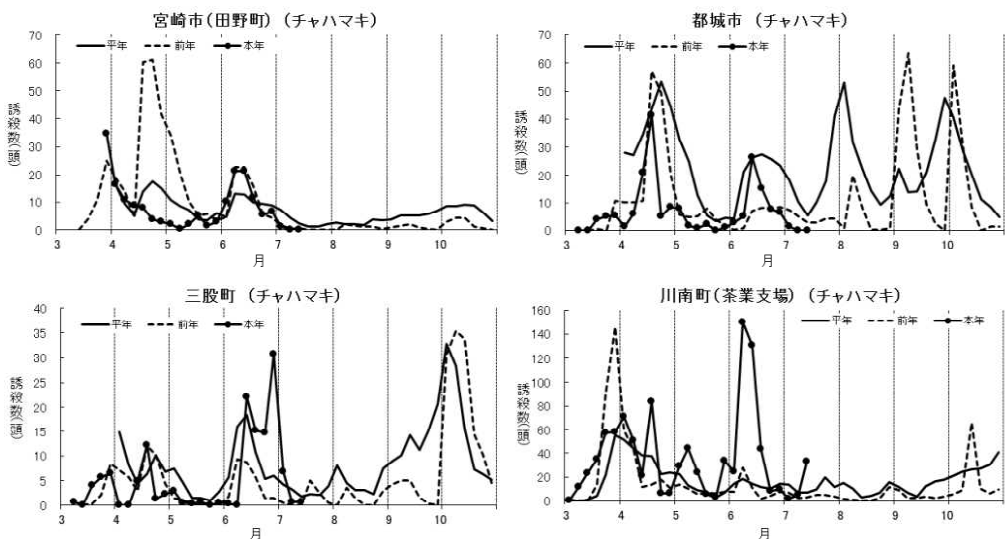 宮崎市(田野町) (チャハマキ)
70
60
50
40
30
20
10
0
誘殺数(頭)
平年 前年 本年
3 4 5 6 7 8 9 10
月
都城市 (チャハマキ)
70
60
50
40
30
20
10
0
誘殺数(頭)
平年 前年 本年
3 4 5 6 7 8 9 10
月
三股町 (チャハマキ)
40
35
30
25
20
15
10
5
0
誘殺数(頭)
平年 前年 本年
3 4 5 6 7 8 9 10
月
川南町(茶業支場) (チャハマキ)
160
140
120
100
80
60
40
20
0
誘殺数(頭)
平年 前年 本年
3 4 5 6 7 8 9 10
月